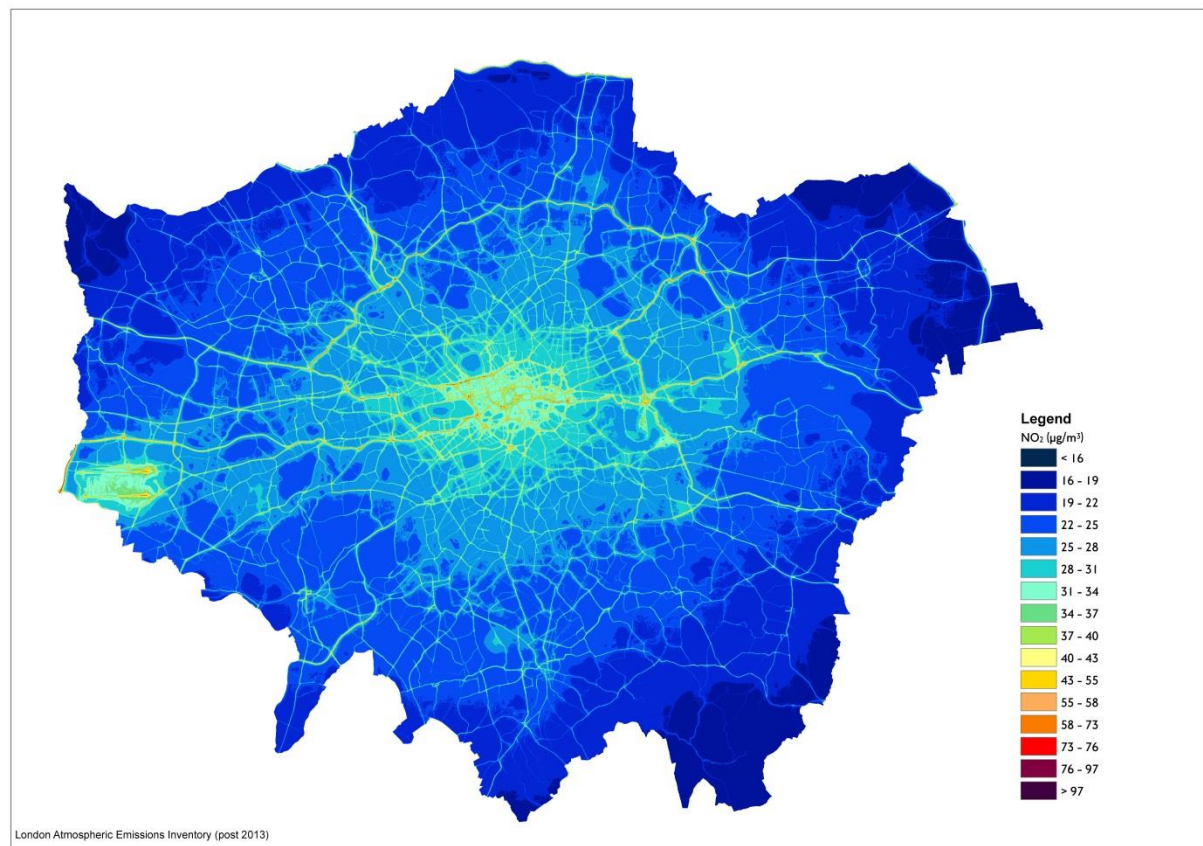 Legend
NO₂ (µg/m³)
< 16
16 - 19
19 - 22
22 - 25
25 - 28
28 - 31
31 - 34
34 - 37
37 - 40
40 - 43
43 - 55
55 - 58
58 - 73
73 - 76
76 - 97
> 97
London Atmospheric Emissions Inventory (post 2013)